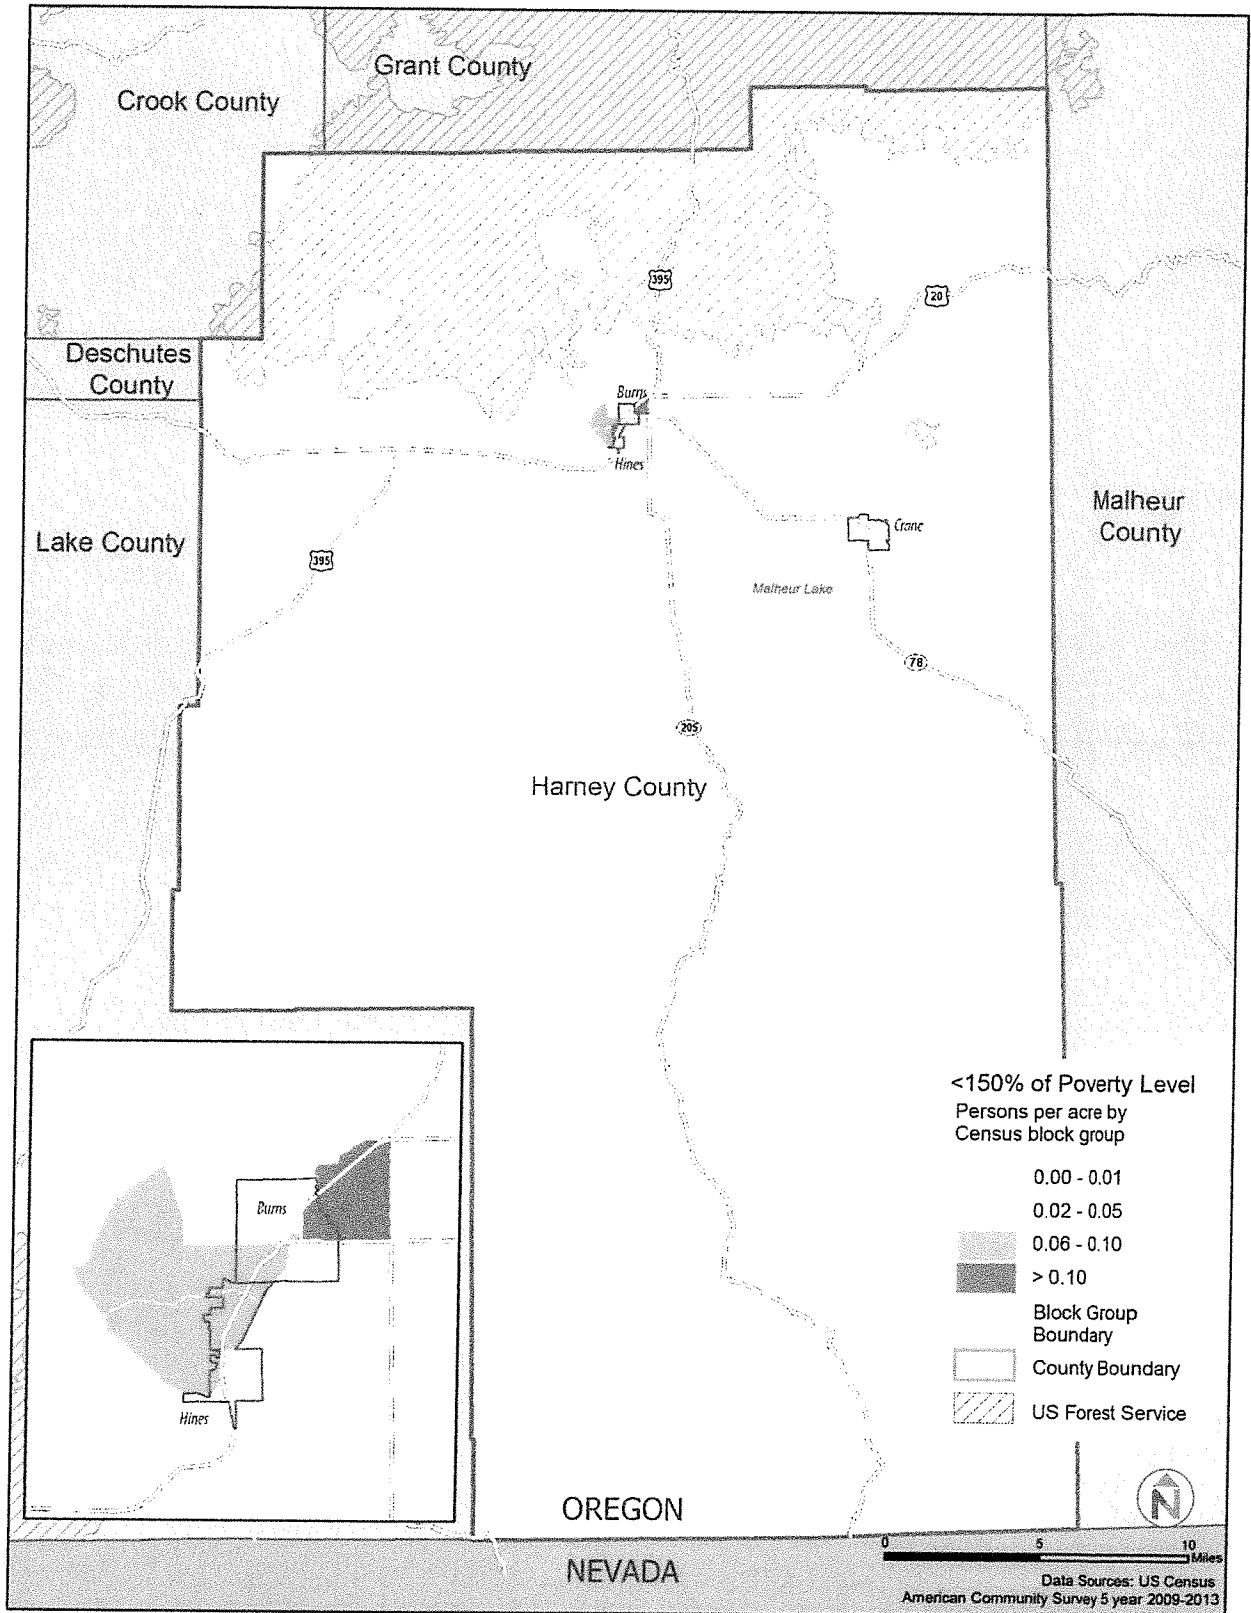 Grant County
Crook County
395
20
Deschutes
County
Burns
Hines
Malheur
County
Crane
Lake County
395
Malheur Lake
78
205
Harney County
<150% of Poverty Level
Persons per acre by
Census block group
0.00 - 0.01
0.02 - 0.05
0.06 - 0.10
> 0.10
Block Group
Boundary
County Boundary
US Forest Service
Burns
Hines
N
OREGON
NEVADA
0 5 10
Miles
Data Sources: US Census
American Community Survey 5 year 2009-2013